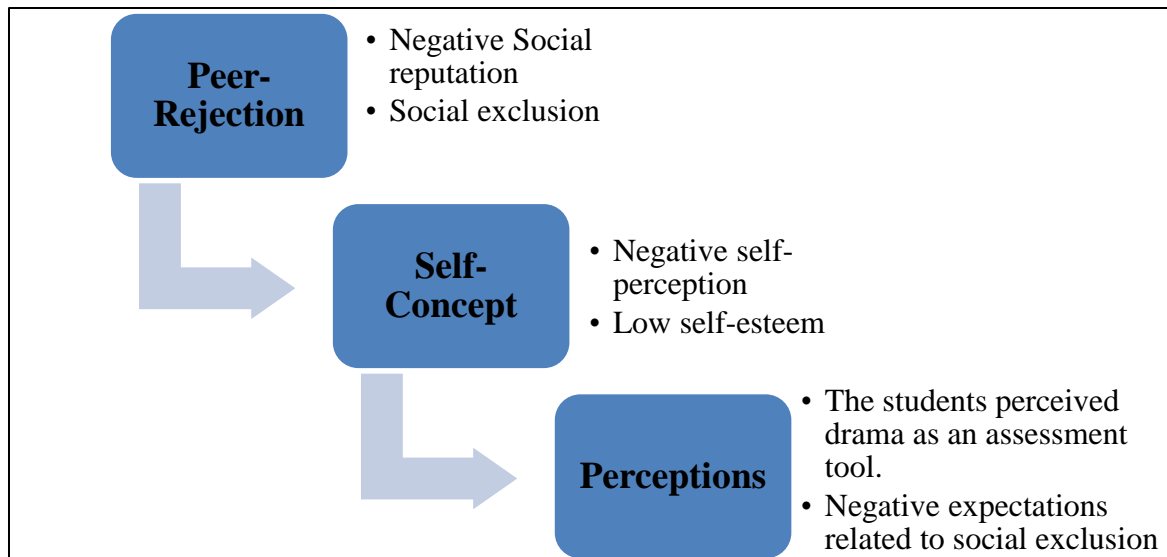 Peer-
Rejection
• Negative Social
reputation
• Social exclusion
Self-
Concept
• Negative self-
perception
• Low self-esteem
Perceptions
• The students perceived
drama as an assessment
tool.
• Negative expectations
related to social exclusion